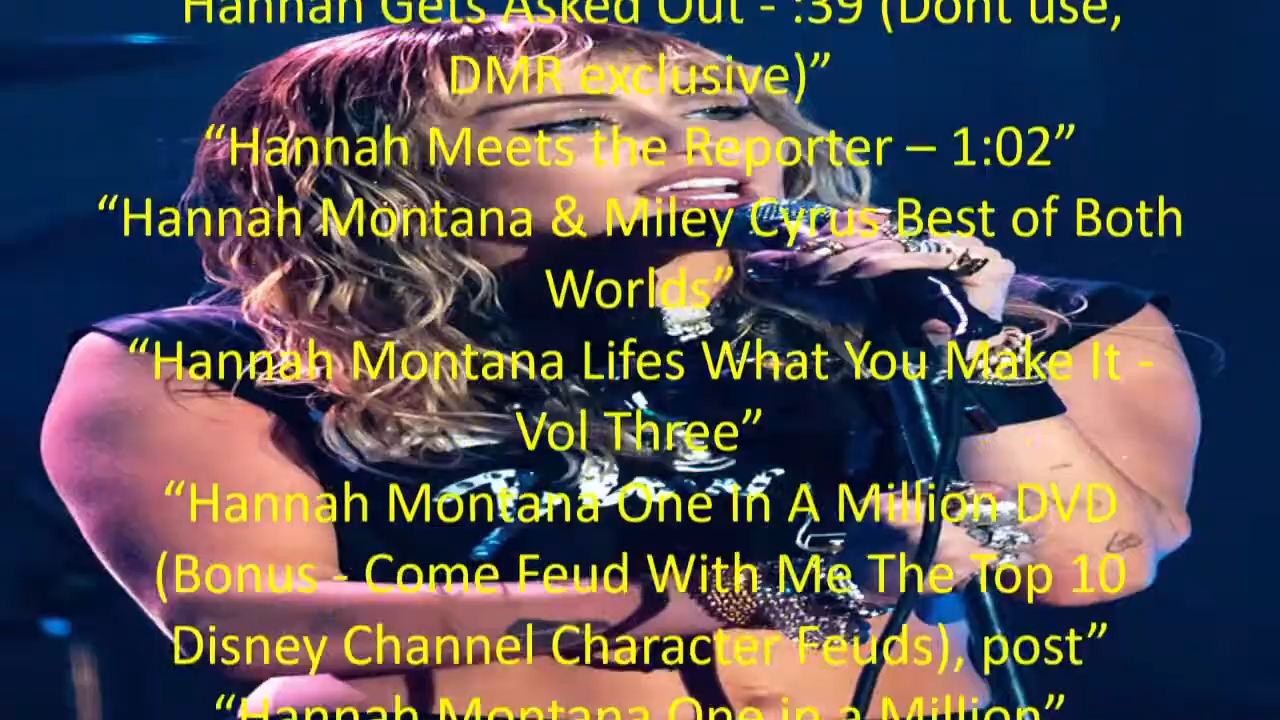 Hannah Gets Asked Out - :39 (Dont use,
DMR exclusive)”
“Hannah Meets the Reporter – 1:02”
“Hannah Montana & Miley Cyrus Best of Both
Worlds”
“Hannah Montana Lifes What You Make It -
Vol Three”
“Hannah Montana One In A Million DVD
(Bonus - Come Feud With Me The Top 10
Disney Channel Character Feuds), post”
“Hannah Montana One in a Million”